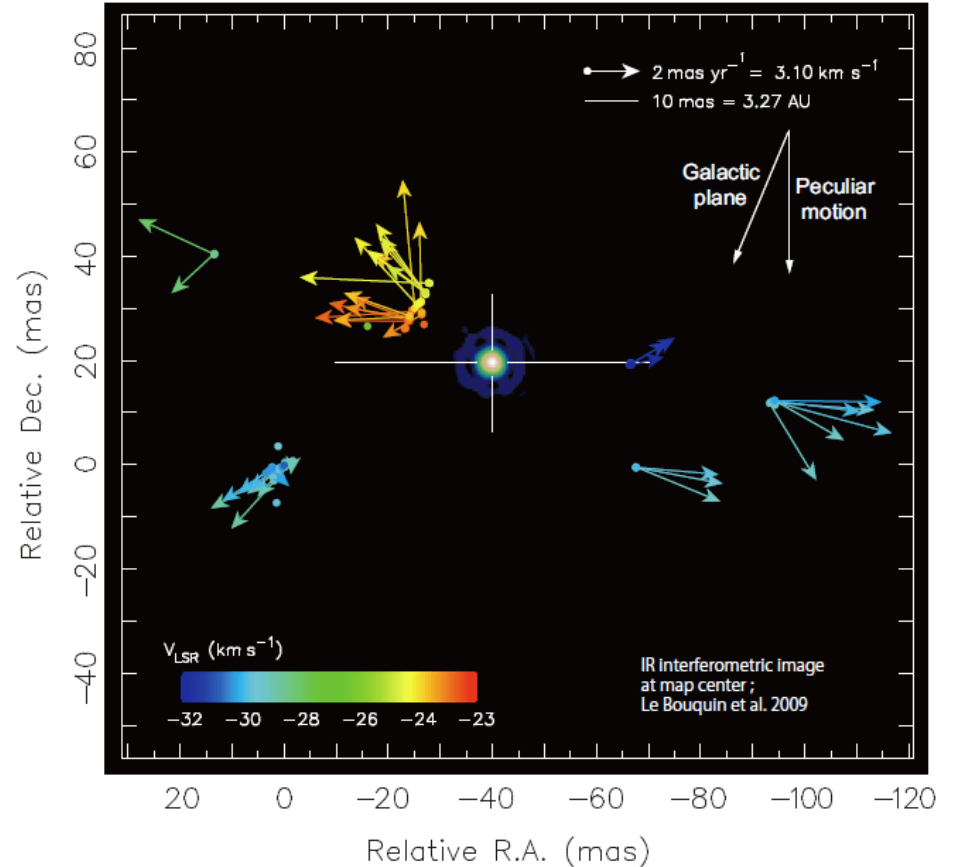 2 mas yr⁻¹ = 3.10 km s⁻¹
10 mas = 3.27 AU
Galactic
plane
Peculiar
motion
80
60
40
20
0
−20
−40
Relative Dec. (mas)
V_LSR (km s⁻¹)
−32 −30 −28 −26 −24 −23
IR interferometric image
at map center ;
Le Bouquin et al. 2009
20 0 −20 −40 −60 −80 −100 −120
Relative R.A. (mas)